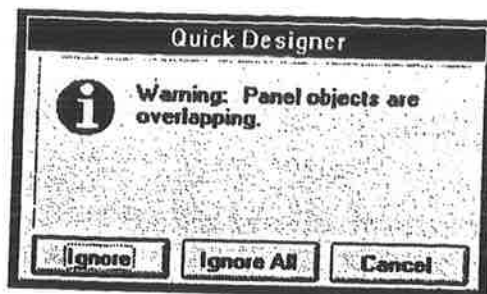 Quick Designer
Warning: Panel objects are
overlapping.
Ignore
Ignore All
Cancel